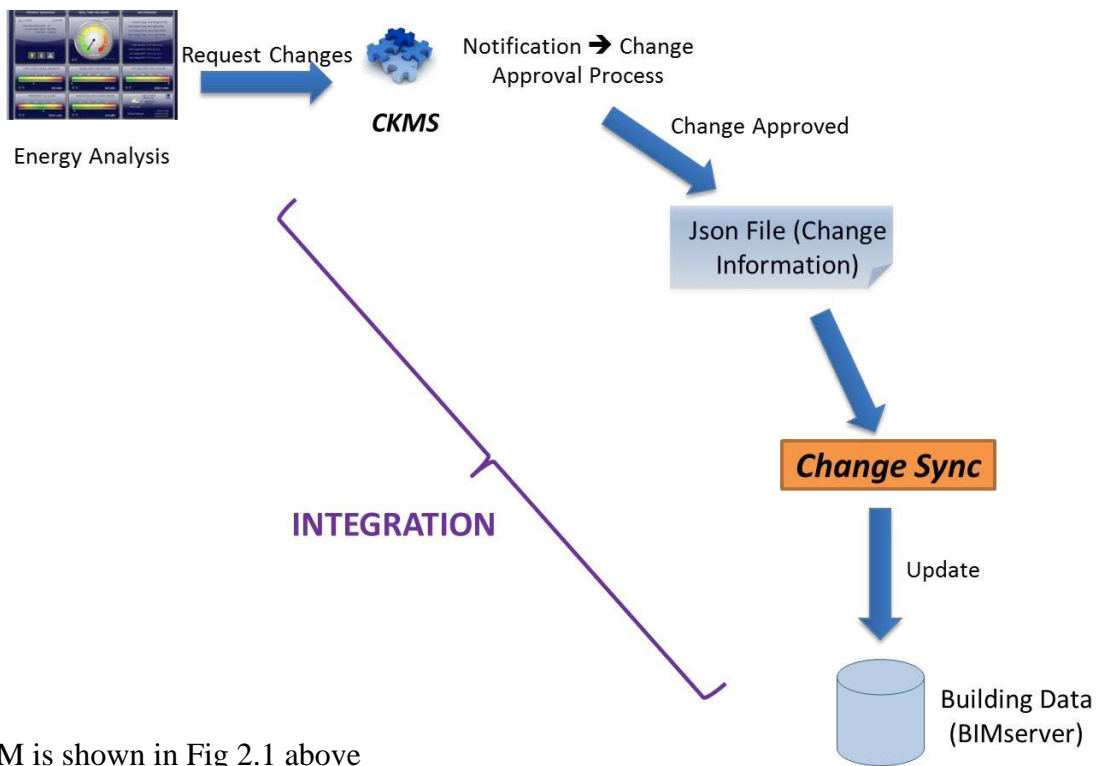 Request Changes
Notification → Change
Approval Process
CKMS
Change Approved
Energy Analysis
Json File (Change
Information)
Change Sync
INTEGRATION
Update
Building Data
(BIMserver)
M is shown in Fig 2.1 above